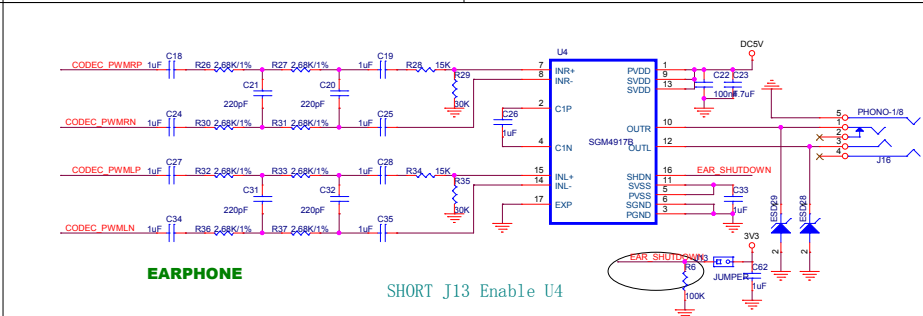 CODEC_PWMRP 1uF C18 R26 2.68K/1% R27 2.68K/1% 1uF C19 R28 15K
C21
220pF
C20
220pF
R29
30K
CODEC_PWMRN 1uF C24 R30 2.68K/1% R31 2.68K/1% 1uF C25
C26
1uF
CODEC_PWMLP 1uF C27 R32 2.68K/1% R33 2.68K/1% 1uF C28 R34 15K
C31
220pF
C32
220pF
R35
30K
CODEC_PWMLN 1uF C34 R36 2.68K/1% R37 2.68K/1% 1uF C35
U4
7 INR+ PVDD 1
8 INR- SVDD 9
SVDD 13
2 C1P
OUTR 10
SGM4917B
4 C1N OUTL 12
15 INL+ SHDN 16 EAR_SHUTDOWN
14 INL- SVSS 11
PVSS 5
17 EXP SGND 6
PGND 3
DC5V
C22 C23
100n 4.7uF
C33
1uF
5 PHONO-1/8
1
2
3
4 J16
ESD29
2
ESD28
2
3V3
EAR_SHUTDOWN J13
R6
100K
JUMPER
C62
1uF
EARPHONE
SHORT J13 Enable U4